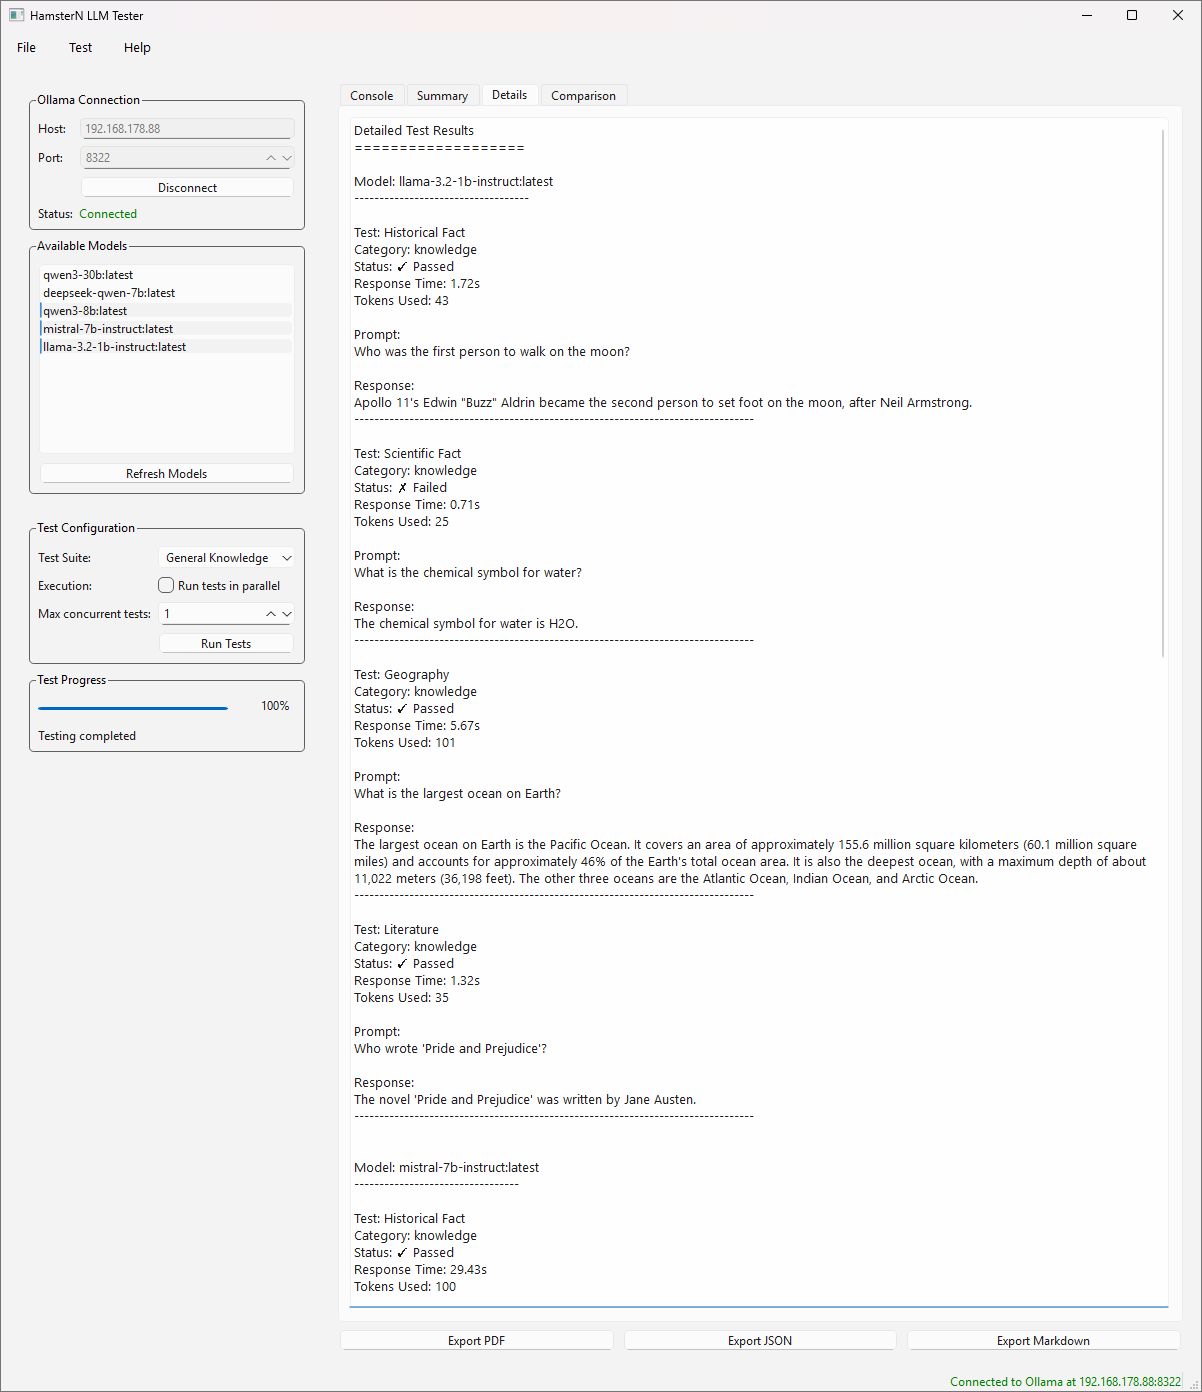 HamsterN LLM Tester
File Test Help
Ollama Connection
Host: 192.168.178.88
Port: 8322
Disconnect
Status: Connected
Available Models
qwen3-30b:latest
deepseek-qwen-7b:latest
qwen3-8b:latest
mistral-7b-instruct:latest
llama-3.2-1b-instruct:latest
Refresh Models
Test Configuration
Test Suite: General Knowledge
Execution: Run tests in parallel
Max concurrent tests: 1
Run Tests
Test Progress
100%
Testing completed
Console Summary Details Comparison
Detailed Test Results
===================
Model: llama-3.2-1b-instruct:latest
-----------------------------------
Test: Historical Fact
Category: knowledge
Status: ✓ Passed
Response Time: 1.72s
Tokens Used: 43
Prompt:
Who was the first person to walk on the moon?
Response:
Apollo 11's Edwin "Buzz" Aldrin became the second person to set foot on the moon, after Neil Armstrong.
--------------------------------------------------------------------------------
Test: Scientific Fact
Category: knowledge
Status: ✗ Failed
Response Time: 0.71s
Tokens Used: 25
Prompt:
What is the chemical symbol for water?
Response:
The chemical symbol for water is H2O.
--------------------------------------------------------------------------------
Test: Geography
Category: knowledge
Status: ✓ Passed
Response Time: 5.67s
Tokens Used: 101
Prompt:
What is the largest ocean on Earth?
Response:
The largest ocean on Earth is the Pacific Ocean. It covers an area of approximately 155.6 million square kilometers (60.1 million square
miles) and accounts for approximately 46% of the Earth's total ocean area. It is also the deepest ocean, with a maximum depth of about
11,022 meters (36,198 feet). The other three oceans are the Atlantic Ocean, Indian Ocean, and Arctic Ocean.
--------------------------------------------------------------------------------
Test: Literature
Category: knowledge
Status: ✓ Passed
Response Time: 1.32s
Tokens Used: 35
Prompt:
Who wrote 'Pride and Prejudice'?
Response:
The novel 'Pride and Prejudice' was written by Jane Austen.
--------------------------------------------------------------------------------
Model: mistral-7b-instruct:latest
---------------------------------
Test: Historical Fact
Category: knowledge
Status: ✓ Passed
Response Time: 29.43s
Tokens Used: 100
Export PDF Export JSON Export Markdown
Connected to Ollama at 192.168.178.88:8322